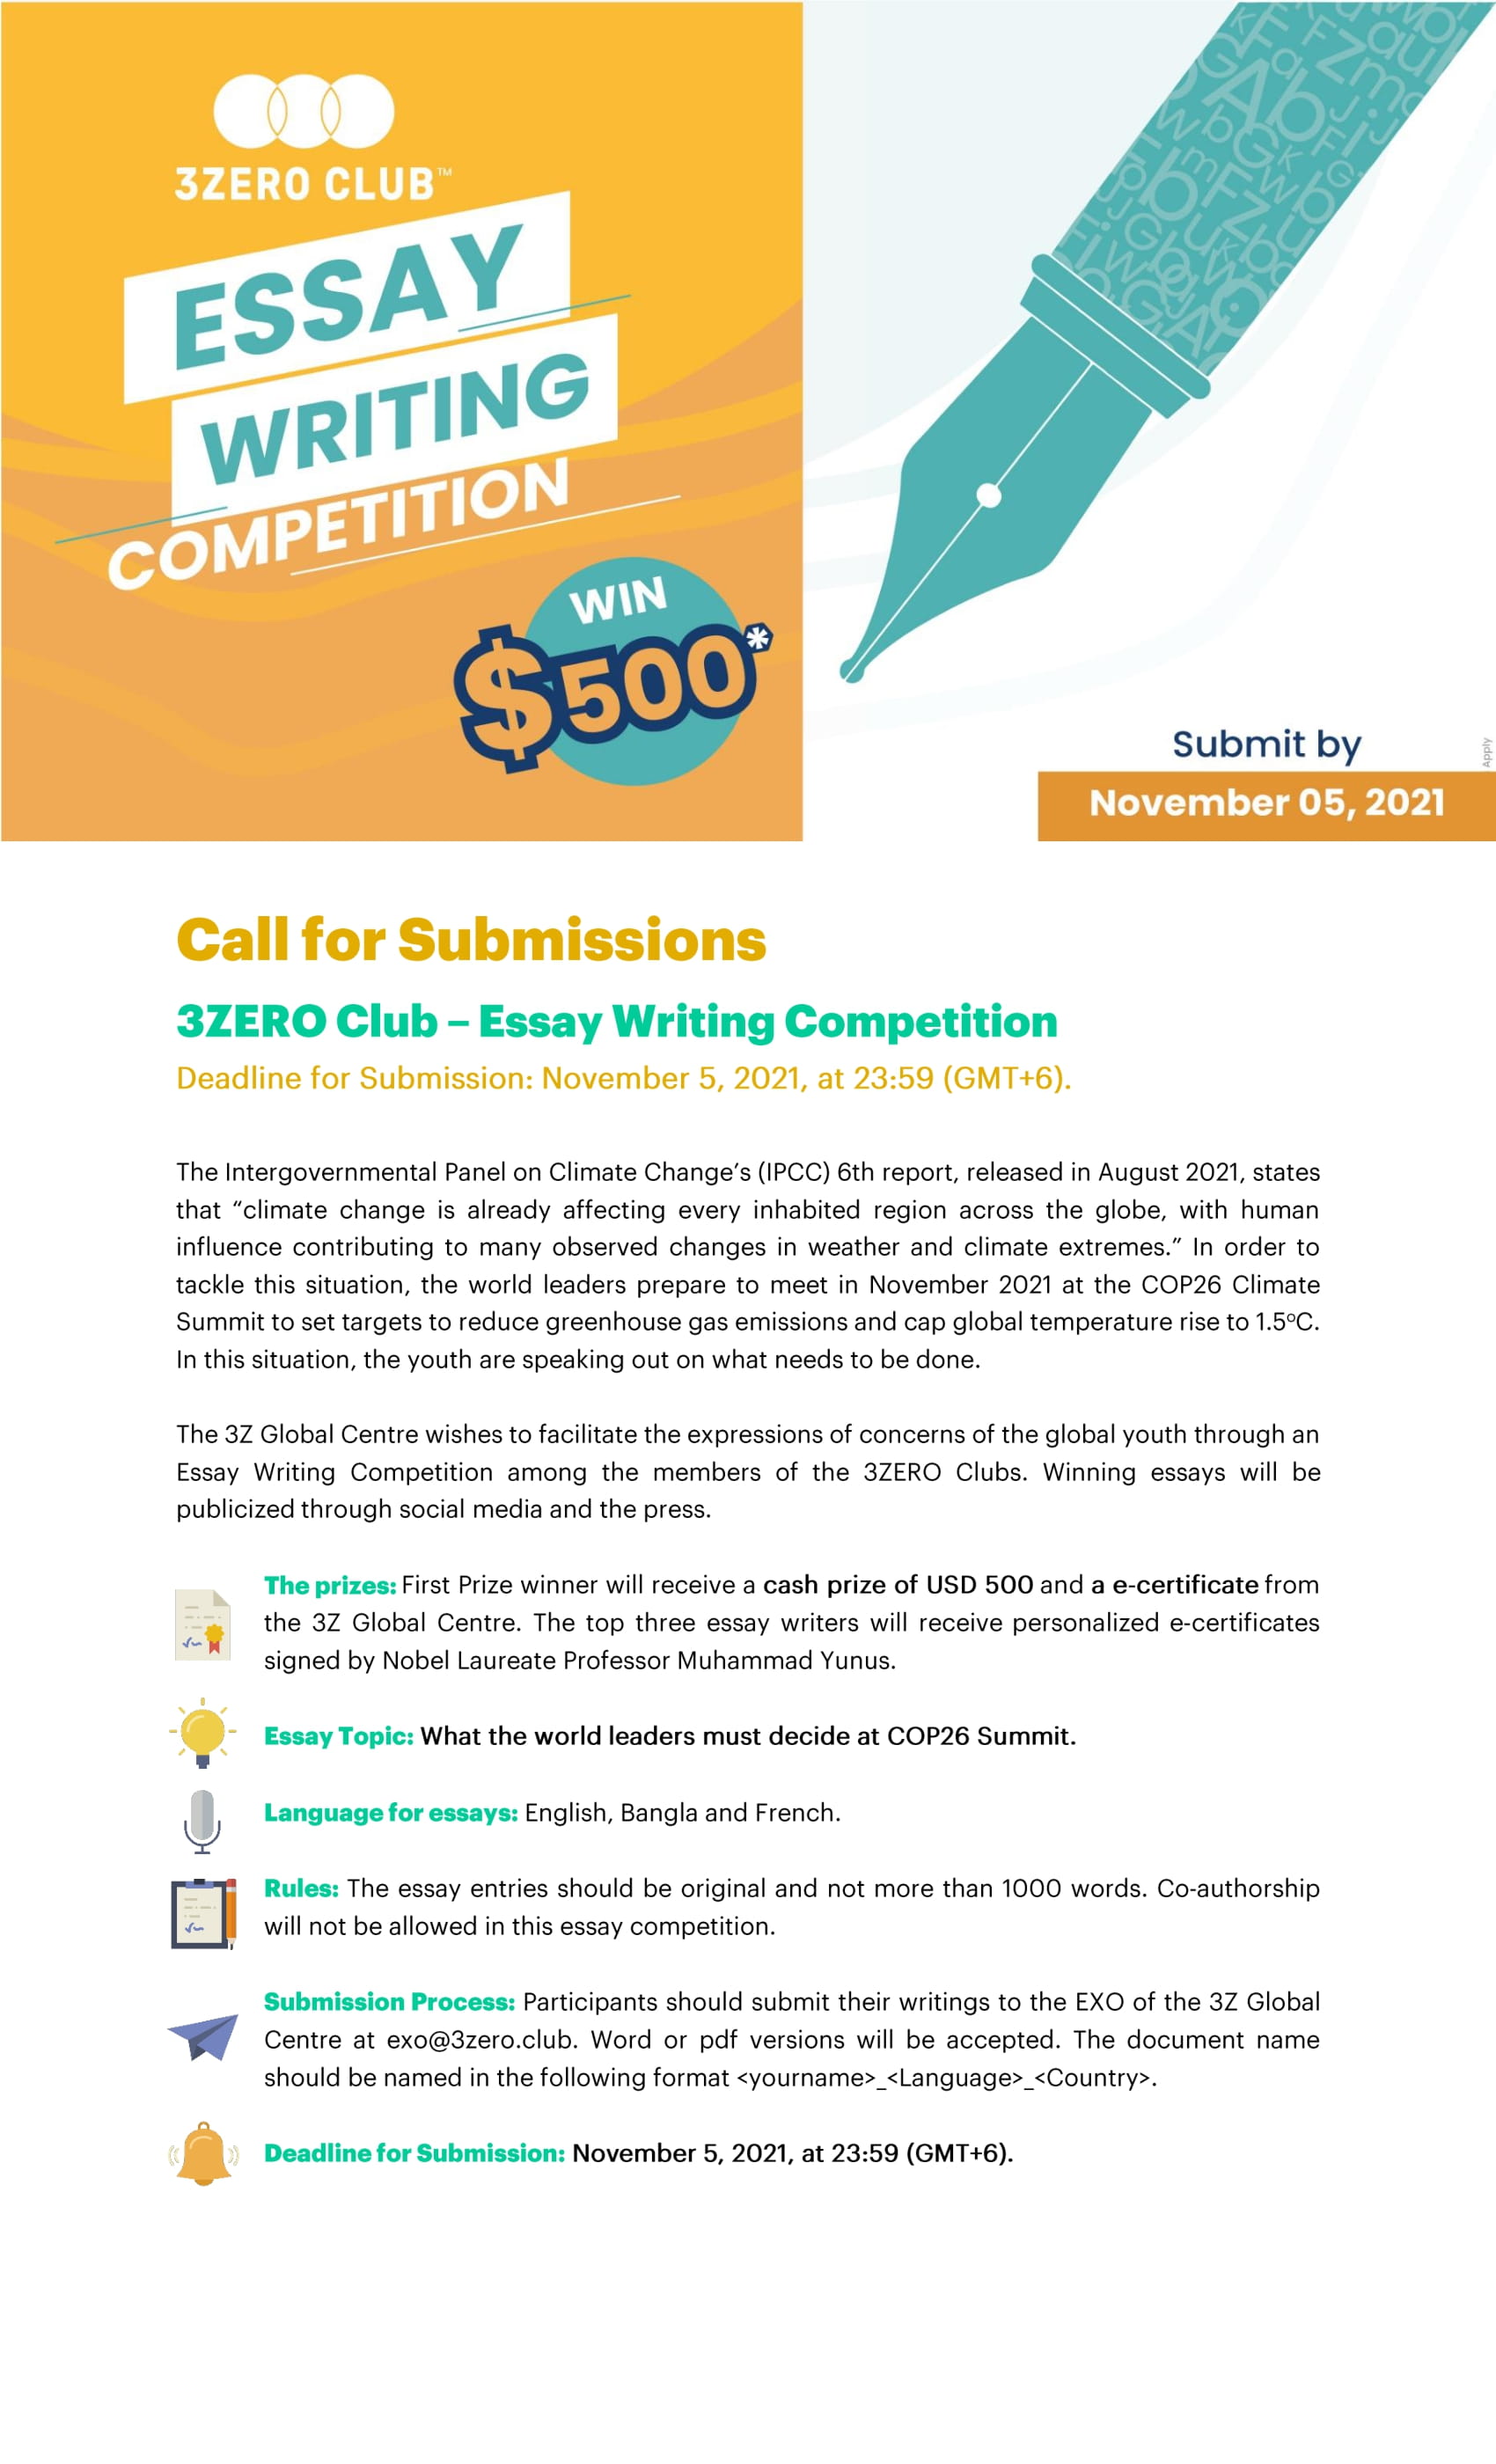 3ZERO CLUB™
ESSAY
WRITING
COMPETITION
WIN
$500*
Submit by
November 05, 2021
Apply
Call for Submissions
3ZERO Club – Essay Writing Competition
Deadline for Submission: November 5, 2021, at 23:59 (GMT+6).
The Intergovernmental Panel on Climate Change’s (IPCC) 6th report, released in August 2021, states
that “climate change is already affecting every inhabited region across the globe, with human
influence contributing to many observed changes in weather and climate extremes.” In order to
tackle this situation, the world leaders prepare to meet in November 2021 at the COP26 Climate
Summit to set targets to reduce greenhouse gas emissions and cap global temperature rise to 1.5ºC.
In this situation, the youth are speaking out on what needs to be done.
The 3Z Global Centre wishes to facilitate the expressions of concerns of the global youth through an
Essay Writing Competition among the members of the 3ZERO Clubs. Winning essays will be
publicized through social media and the press.
The prizes: First Prize winner will receive a cash prize of USD 500 and a e-certificate from
the 3Z Global Centre. The top three essay writers will receive personalized e-certificates
signed by Nobel Laureate Professor Muhammad Yunus.
Essay Topic: What the world leaders must decide at COP26 Summit.
Language for essays: English, Bangla and French.
Rules: The essay entries should be original and not more than 1000 words. Co-authorship
will not be allowed in this essay competition.
Submission Process: Participants should submit their writings to the EXO of the 3Z Global
Centre at exo@3zero.club. Word or pdf versions will be accepted. The document name
should be named in the following format <yourname>_<Language>_<Country>.
Deadline for Submission: November 5, 2021, at 23:59 (GMT+6).